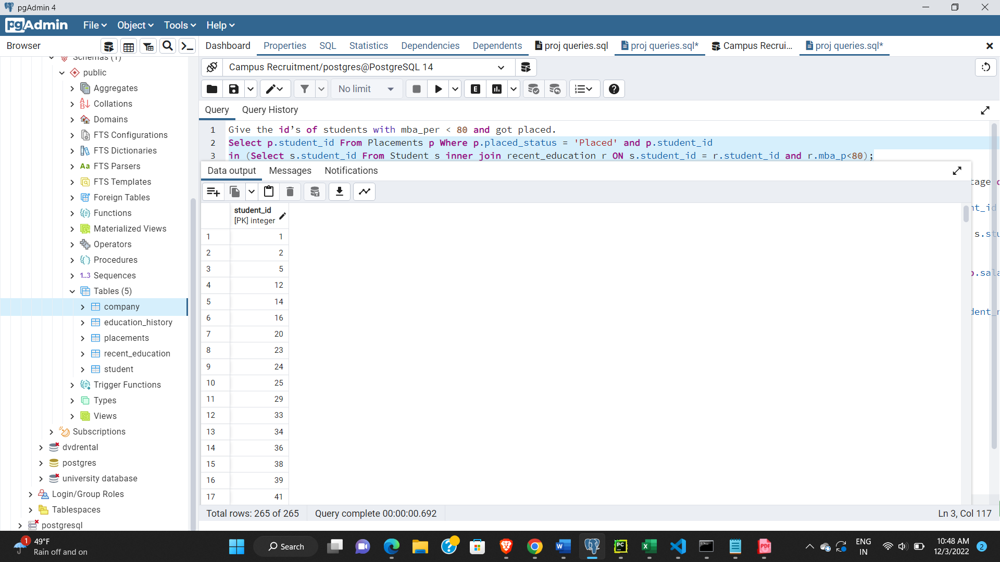 pgAdmin 4
pgAdmin File Object Tools Help
Browser
Dashboard Properties SQL Statistics Dependencies Dependents proj queries.sql proj queries.sql* Campus Recrui... proj queries.sql*
Schemas (1)
public
Aggregates
Collations
Domains
FTS Configurations
FTS Dictionaries
Aa FTS Parsers
FTS Templates
Foreign Tables
Functions
Materialized Views
Operators
Procedures
1..3 Sequences
Tables (5)
company
education_history
placements
recent_education
student
Trigger Functions
Types
Views
Subscriptions
dvdrental
postgres
university database
Login/Group Roles
Tablespaces
postgresql
Campus Recruitment/postgres@PostgreSQL 14
No limit
E
Query Query History
1 Give the id’s of students with mba_per < 80 and got placed.
2 Select p.student_id From Placements p Where p.placed_status = 'Placed' and p.student_id
3 in (Select s.student_id From Student s inner join recent_education r ON s.student_id = r.student_id and r.mba_p<80);
tage
nt_id
s.stu
p.sala
dent_
Data output Messages Notifications
student_id
[PK] integer
1 1
2 2
3 5
4 12
5 14
6 16
7 20
8 23
9 24
10 25
11 29
12 33
13 34
14 36
15 38
16 39
17 41
Total rows: 265 of 265 Query complete 00:00:00.692 Ln 3, Col 117
1 49°F
Rain off and on
Search
PC
PDF
ENG
IN
10:48 AM
12/3/2022
2